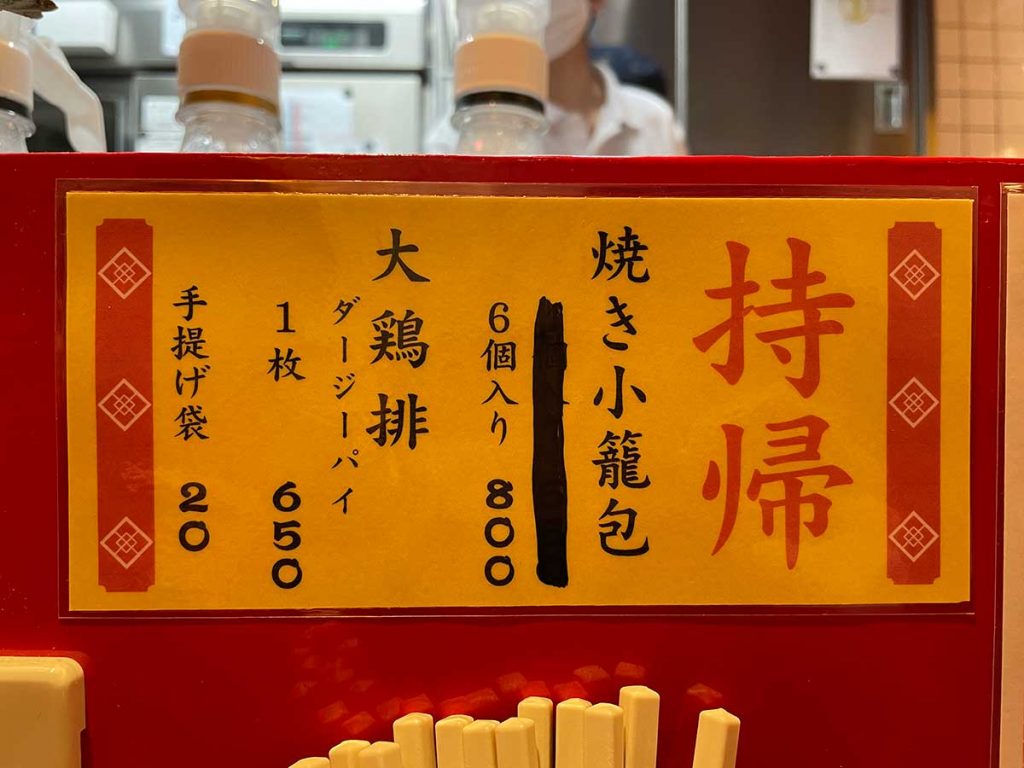 持帰
焼き小籠包
6個入り 800
大鶏排
ダージーパイ
1枚 650
手提げ袋 20